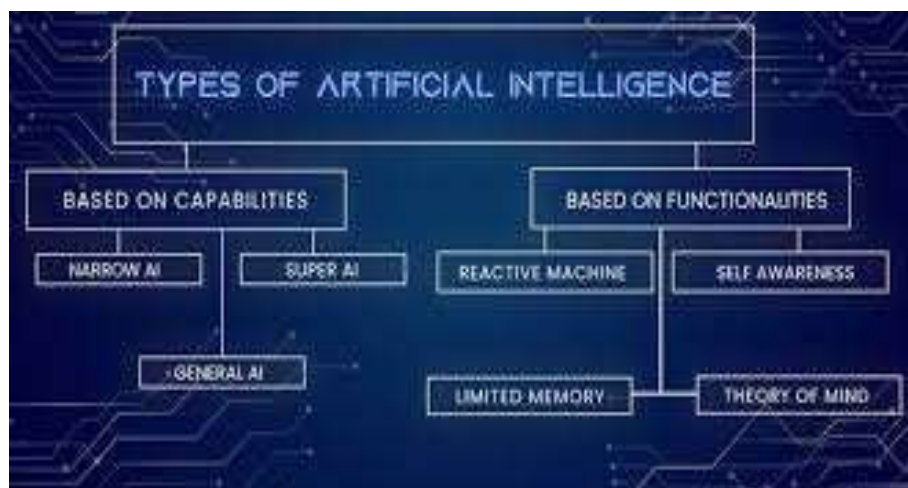 TYPES OF ARTIFICIAL INTELLIGENCE
BASED ON CAPABILITIES
BASED ON FUNCTIONALITIES
NARROW AI
SUPER AI
REACTIVE MACHINE
SELF AWARENESS
GENERAL AI
LIMITED MEMORY
THEORY OF MIND